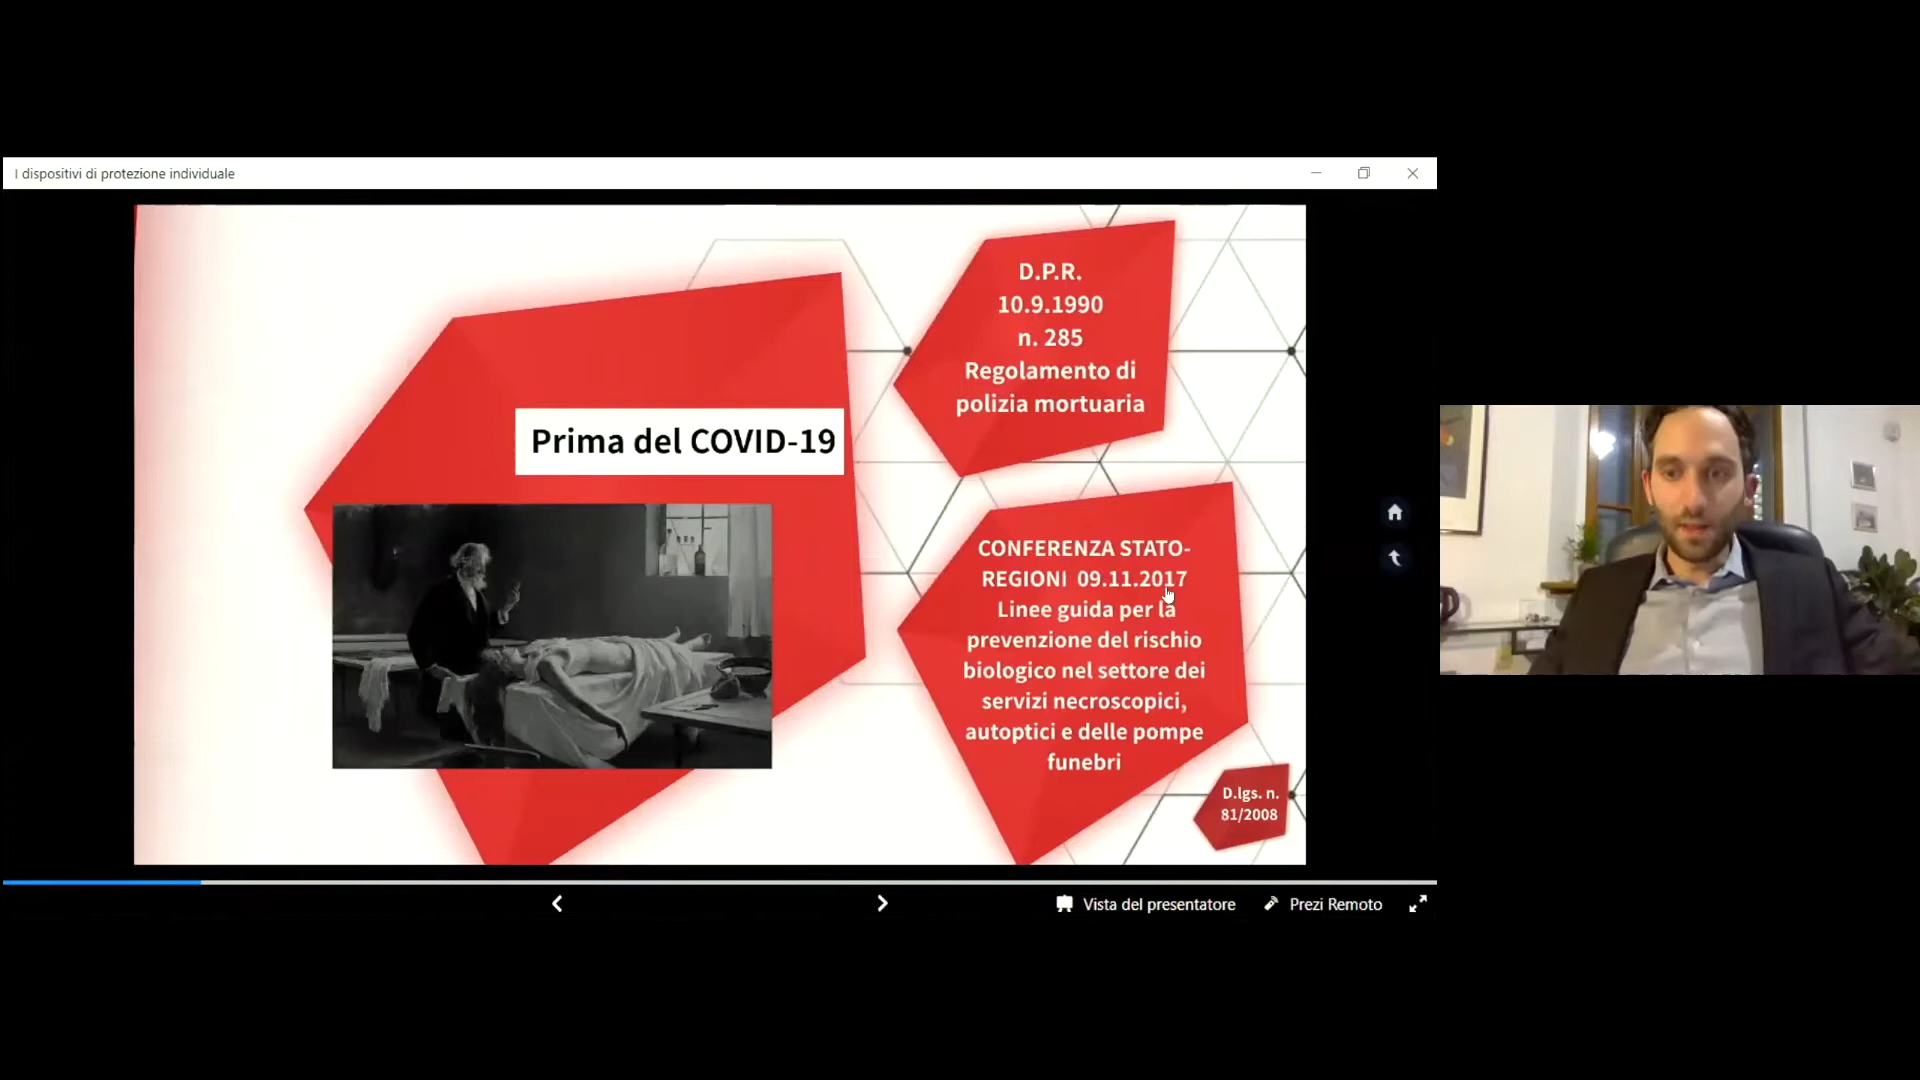 I dispositivi di protezione individuale
Prima del COVID-19
D.P.R.
10.9.1990
n. 285
Regolamento di
polizia mortuaria
CONFERENZA STATO-
REGIONI 09.11.2017
Linee guida per la
prevenzione del rischio
biologico nel settore dei
servizi necroscopici,
autoptici e delle pompe
funebri
D.lgs. n.
81/2008
Vista del presentatore
Prezi Remoto